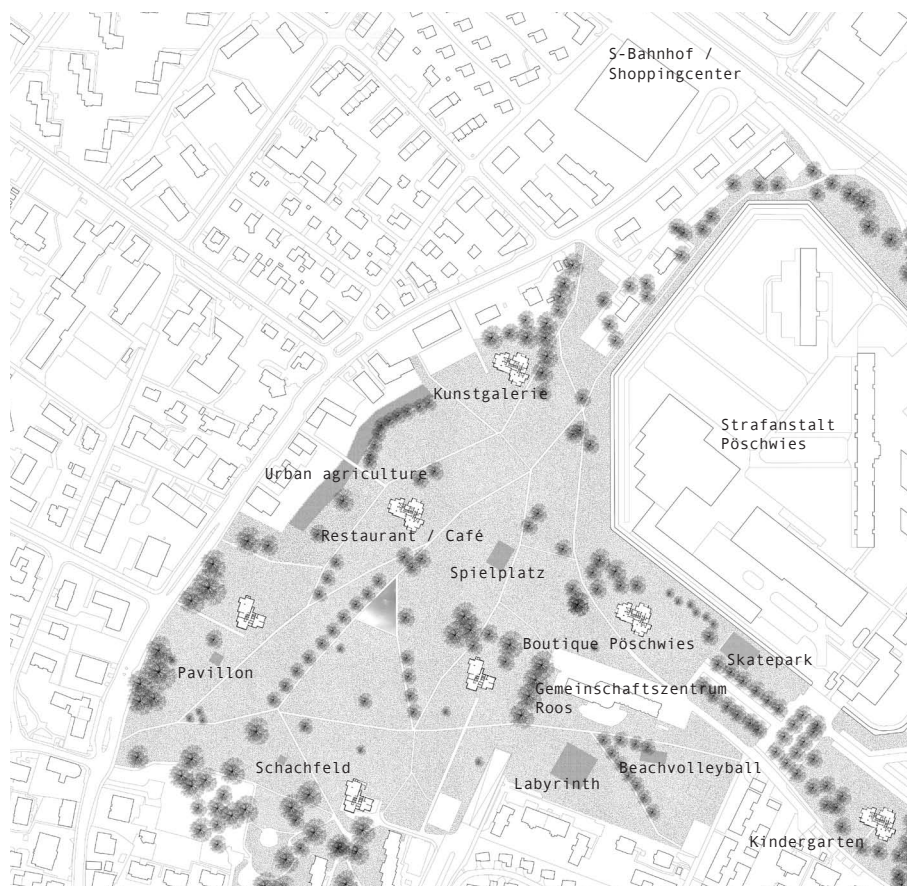 S-Bahnhof /
Shoppingcenter
Kunstgalerie
Strafanstalt
Pöschwies
Urban agriculture
Restaurant / Café
Spielplatz
Boutique Pöschwies
Skatepark
Pavillon
Gemeinschaftszentrum
Roos
Schachfeld
Labyrinth
Beachvolleyball
Kindergarten